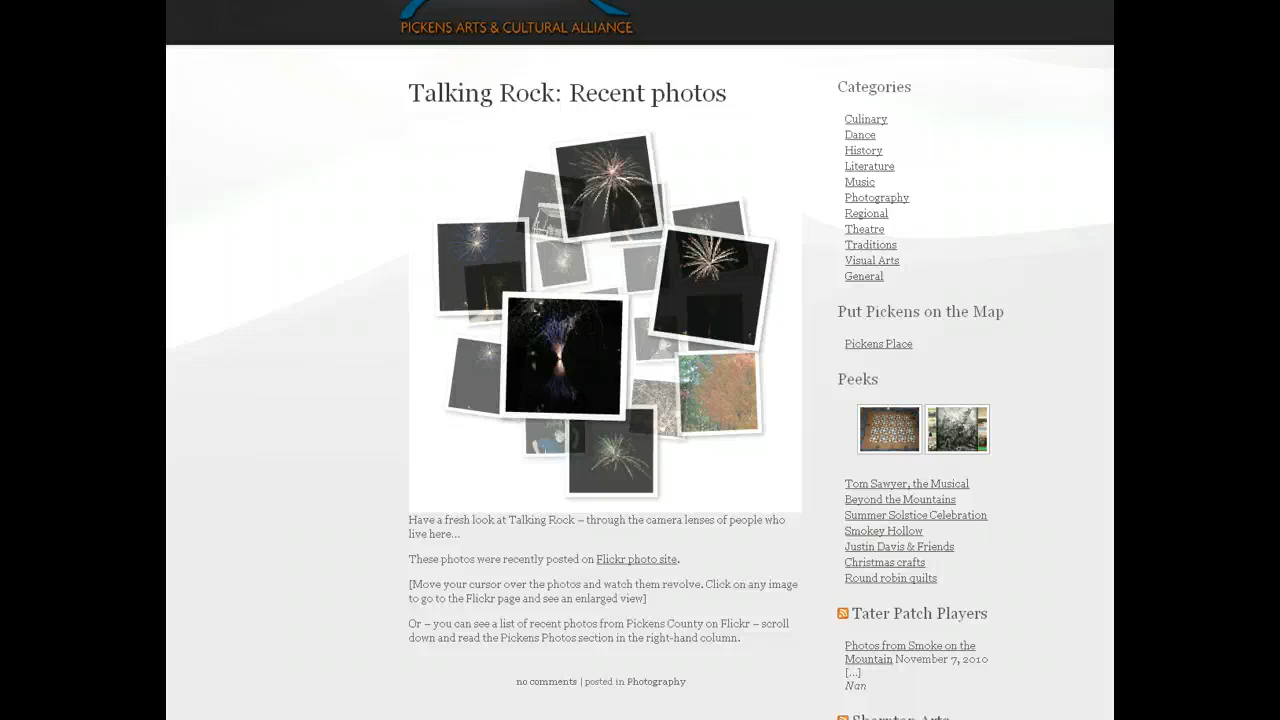 PICKENS ARTS & CULTURAL ALLIANCE
Talking Rock: Recent photos
Have a fresh look at Talking Rock – through the camera lenses of people who
live here...
These photos were recently posted on Flickr photo site.
[Move your cursor over the photos and watch them revolve. Click on any image
to go to the Flickr page and see an enlarged view]
Or – you can see a list of recent photos from Pickens County on Flickr – scroll
down and read the Pickens Photos section in the right-hand column.
no comments | posted in Photography
Categories
Culinary
Dance
History
Literature
Music
Photography
Regional
Theatre
Traditions
Visual Arts
General
Put Pickens on the Map
Pickens Place
Peeks
Tom Sawyer, the Musical
Beyond the Mountains
Summer Solstice Celebration
Smokey Hollow
Justin Davis & Friends
Christmas crafts
Round robin quilts
Tater Patch Players
Photos from Smoke on the
Mountain November 7, 2010
[...]
Nan